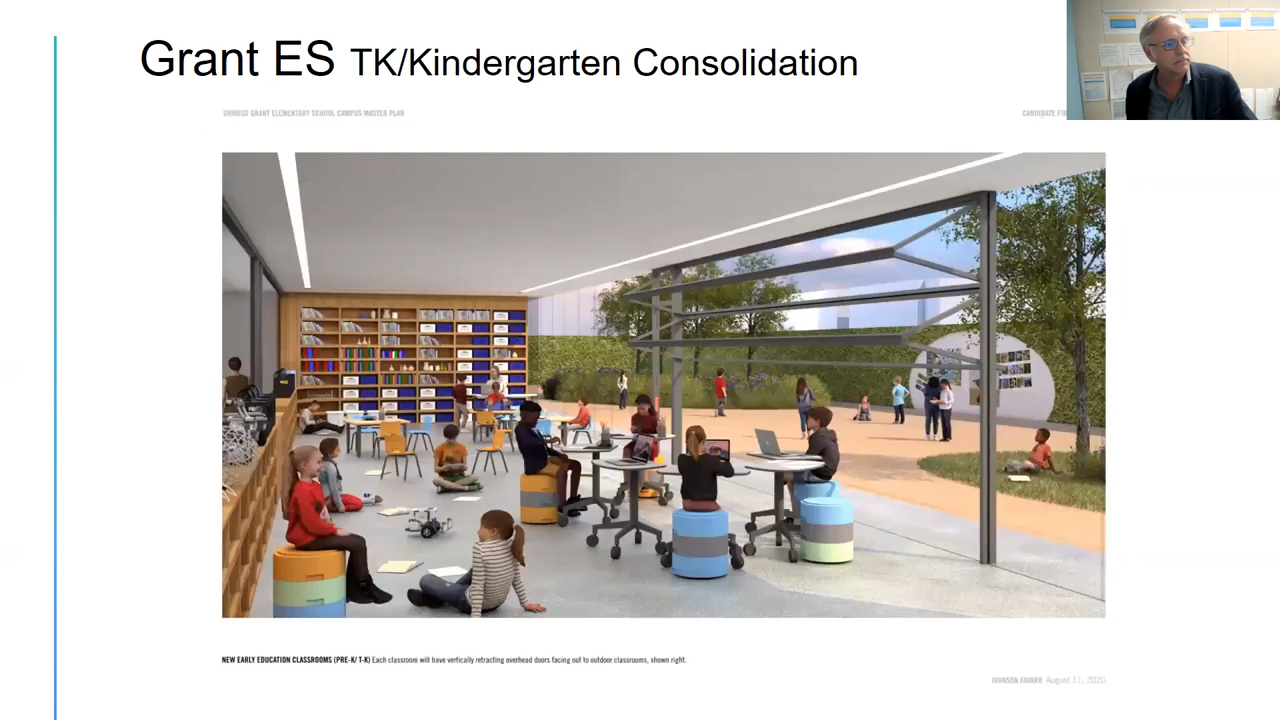 Grant ES TK/Kindergarten Consolidation
SMMUSD GRANT ELEMENTARY SCHOOL CAMPUS MASTER PLAN
CANDIDATE
NEW EARLY EDUCATION CLASSROOMS (PRE-K/ T-K) Each classroom will have vertically retracting overhead doors facing out to outdoor classrooms, shown right.
JOHNSON FAVARO August 11, 2020